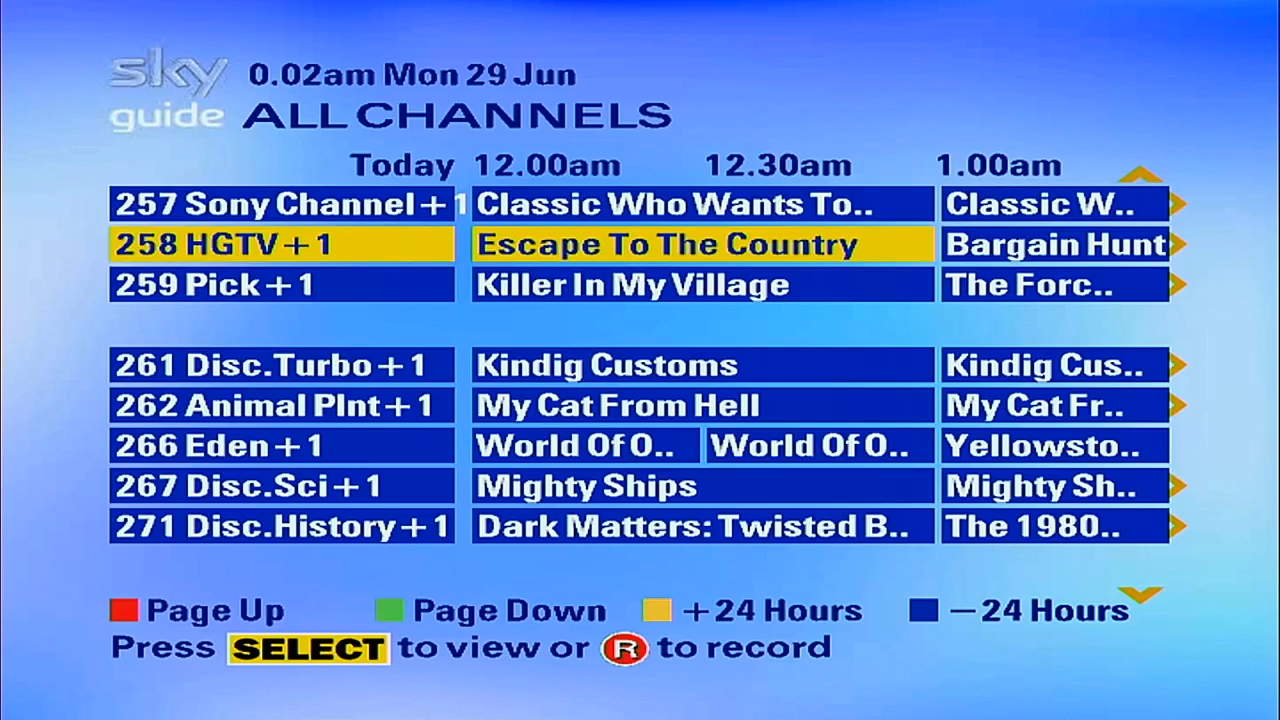 sky 0.02am Mon 29 Jun
guide ALL CHANNELS
Today 12.00am 12.30am 1.00am
257 Sony Channel+1 Classic Who Wants To.. Classic W..
258 HGTV+1 Escape To The Country Bargain Hunt
259 Pick+1 Killer In My Village The Forc..
261 Disc.Turbo+1 Kindig Customs Kindig Cus..
262 Animal Plnt+1 My Cat From Hell My Cat Fr..
266 Eden+1 World Of O.. World Of O.. Yellowsto..
267 Disc.Sci+1 Mighty Ships Mighty Sh..
271 Disc.History+1 Dark Matters: Twisted B.. The 1980..
Page Up Page Down +24 Hours −24 Hours
Press SELECT to view or R to record